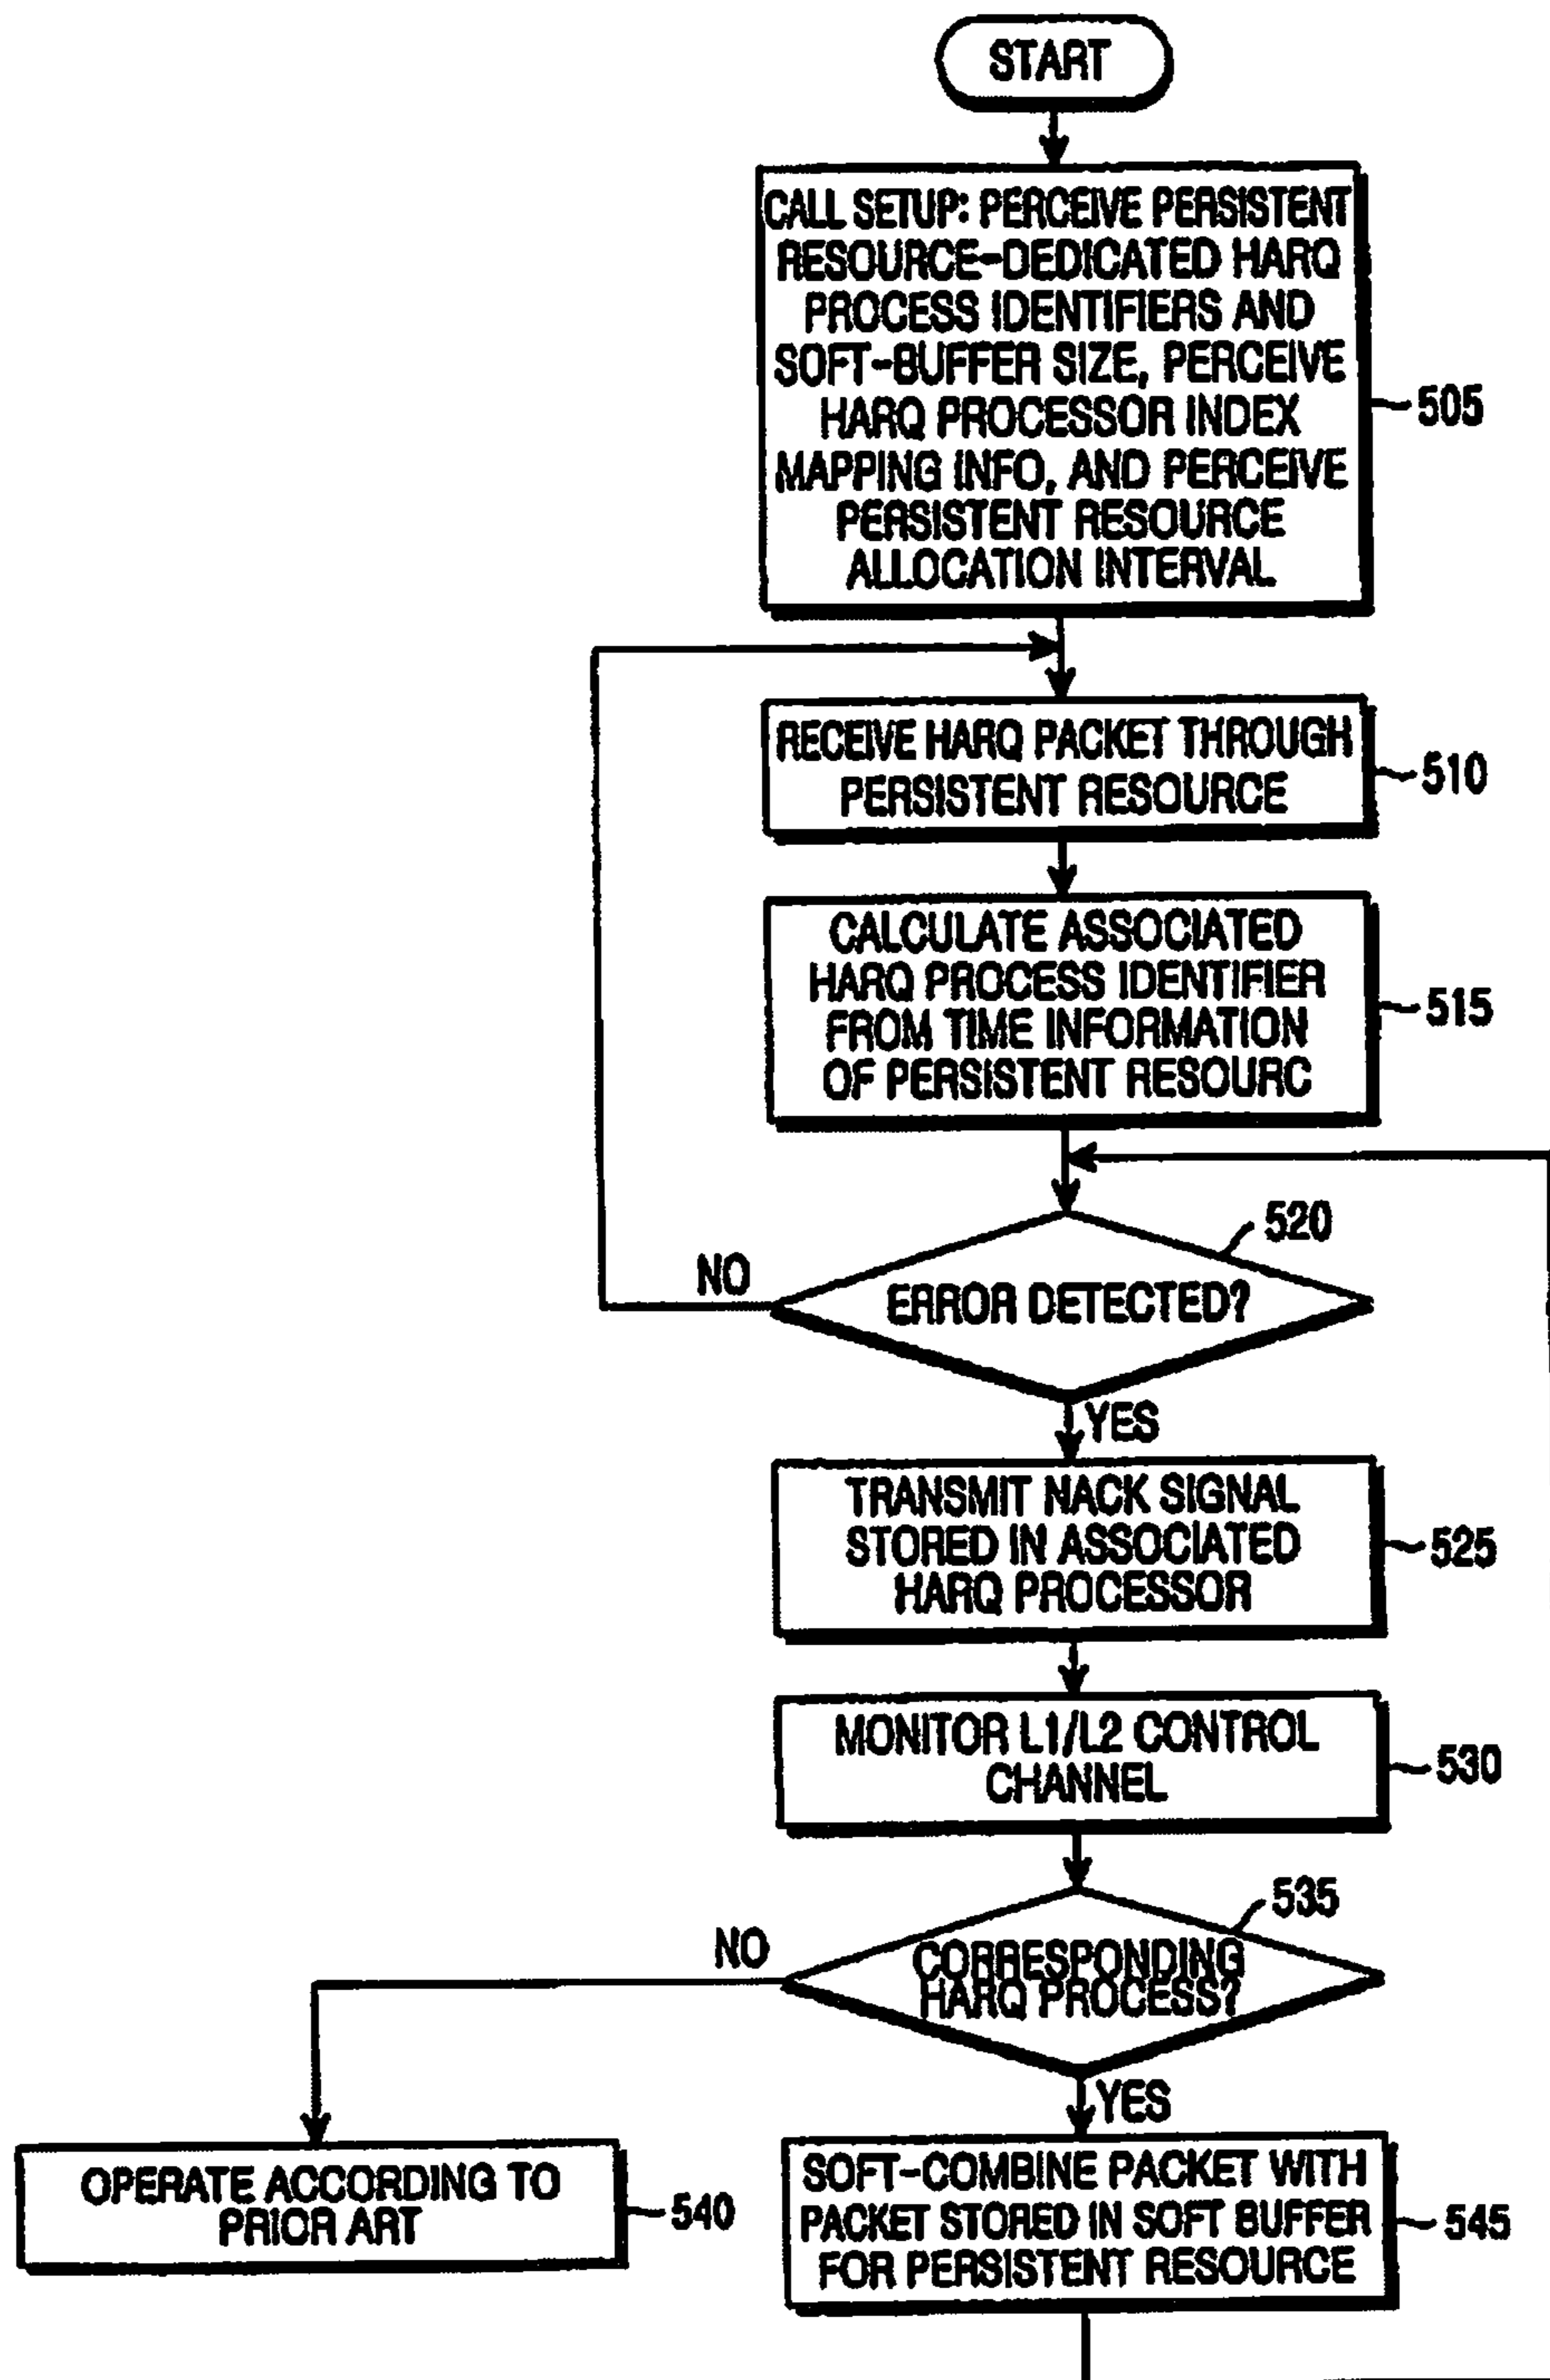 START
CALL SETUP: PERCEIVE PERSISTENT
RESOURCE-DEDICATED HARQ
PROCESS IDENTIFIERS AND
SOFT-BUFFER SIZE, PERCEIVE
HARQ PROCESSOR INDEX
MAPPING INFO, AND PERCEIVE
PERSISTENT RESOURCE
ALLOCATION INTERVAL
505
RECEIVE HARQ PACKET THROUGH
PERSISTENT RESOURCE
510
CALCULATE ASSOCIATED
HARQ PROCESS IDENTIFIER
FROM TIME INFORMATION
OF PERSISTENT RESOURC
515
520
NO
ERROR DETECTED?
YES
TRANSMIT NACK SIGNAL
STORED IN ASSOCIATED
HARQ PROCESSOR
525
MONITOR L1/L2 CONTROL
CHANNEL
530
535
NO
CORRESPONDING
HARQ PROCESS?
YES
OPERATE ACCORDING TO
PRIOR ART
540
SOFT-COMBINE PACKET WITH
PACKET STORED IN SOFT BUFFER
FOR PERSISTENT RESOURCE
545